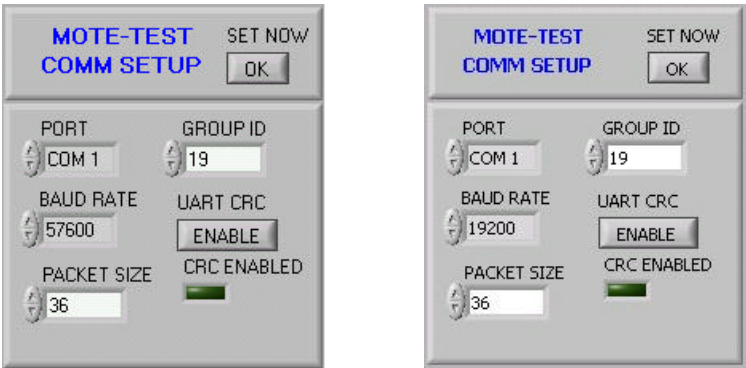 MOTE-TEST
COMM SETUP
SET NOW
OK
PORT
COM 1
GROUP ID
19
BAUD RATE
57600
UART CRC
ENABLE
PACKET SIZE
36
CRC ENABLED
MOTE-TEST
COMM SETUP
SET NOW
OK
PORT
COM 1
GROUP ID
19
BAUD RATE
19200
UART CRC
ENABLE
PACKET SIZE
36
CRC ENABLED